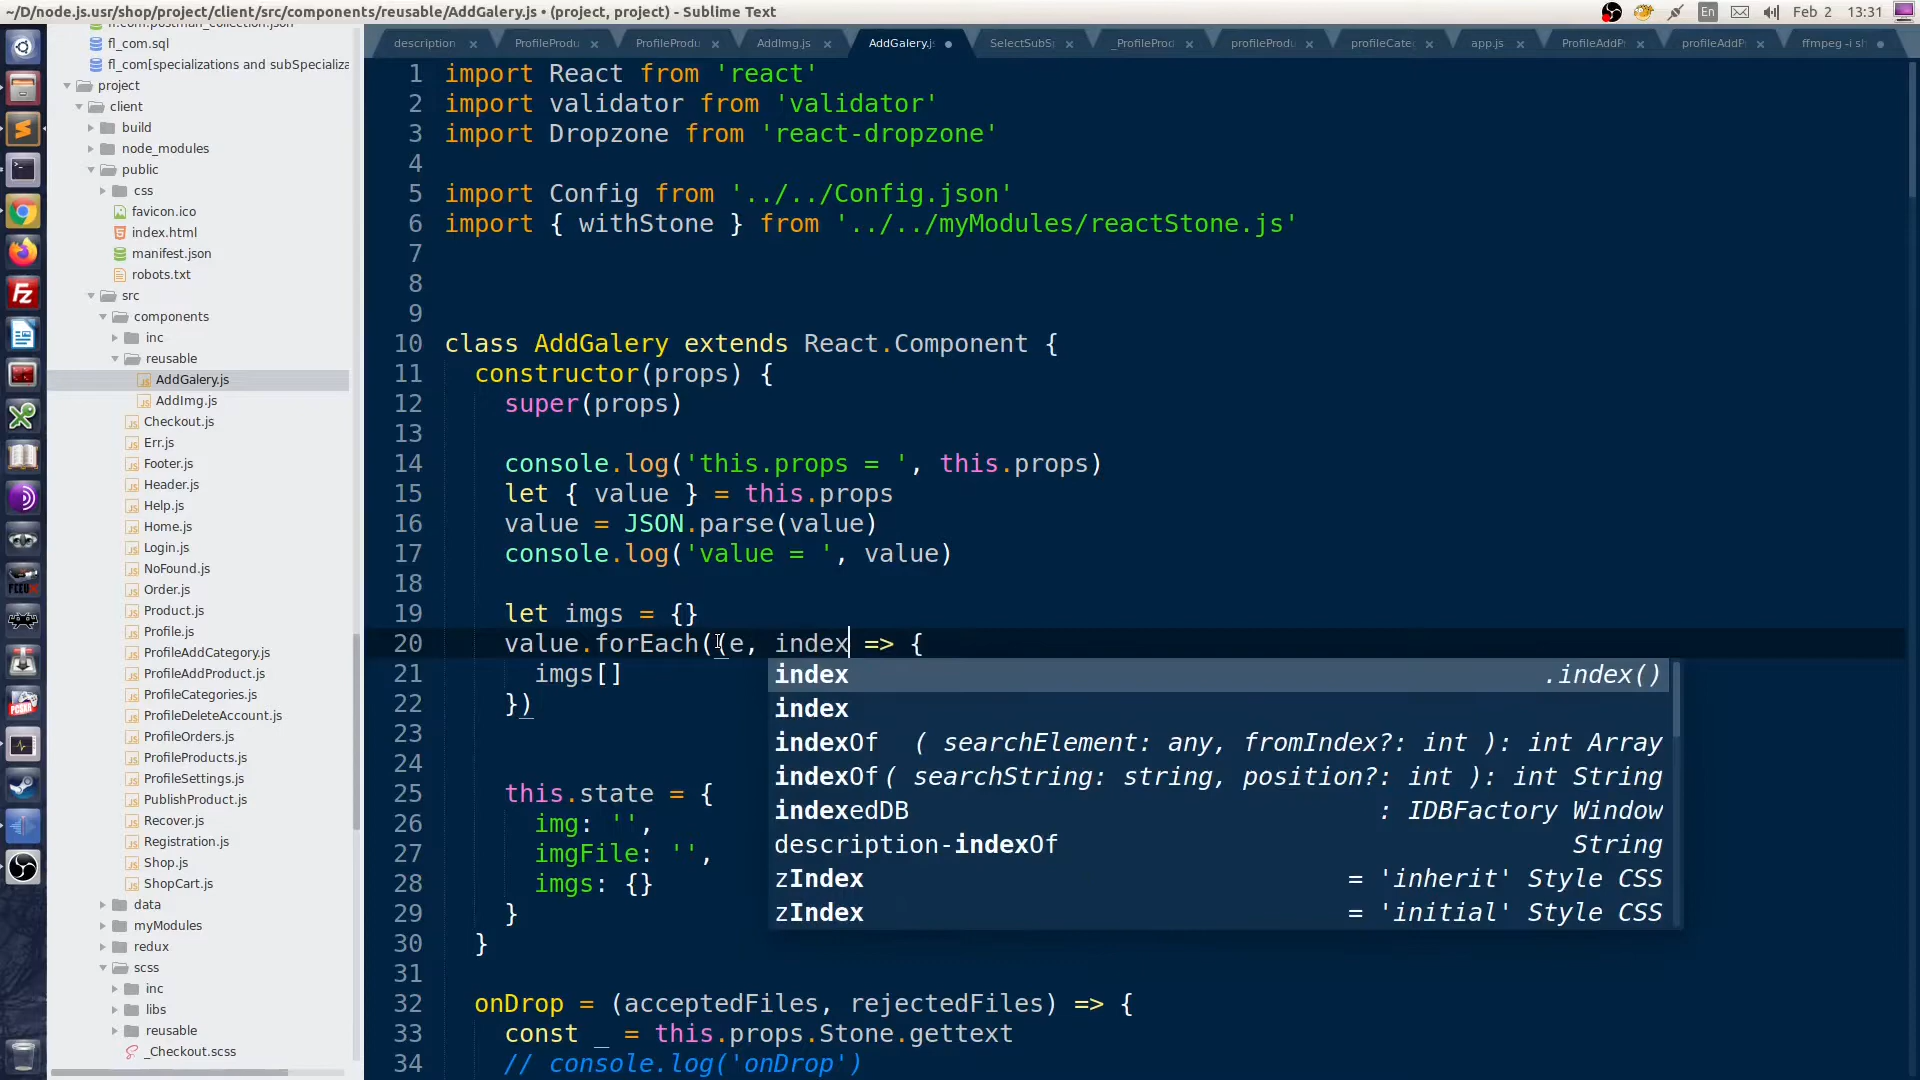 ~/D/node.js.usr/shop/project/client/src/components/reusable/AddGalery.js • (project, project) - Sublime Text
En
Feb 2
13:31
fl_com.sql
fl_com[specializations and subSpecializa
project
client
build
node_modules
public
css
favicon.ico
index.html
manifest.json
robots.txt
src
components
inc
reusable
AddGalery.js
AddImg.js
Checkout.js
Err.js
Footer.js
Header.js
Help.js
Home.js
Login.js
NoFound.js
Order.js
Product.js
Profile.js
ProfileAddCategory.js
ProfileAddProduct.js
ProfileCategories.js
ProfileDeleteAccount.js
ProfileOrders.js
ProfileProducts.js
ProfileSettings.js
PublishProduct.js
Recover.js
Registration.js
Shop.js
ShopCart.js
data
myModules
redux
scss
inc
libs
reusable
_Checkout.scss
description
ProfileProdu
ProfileProdu
AddImg.js
AddGalery.js
SelectSubS
_ProfileProd
profileProdu
profileCate
app.js
ProfileAddP
profileAddP
ffmpeg -i sh
1 import React from 'react'
2 import validator from 'validator'
3 import Dropzone from 'react-dropzone'
4
5 import Config from '../../Config.json'
6 import { withStone } from '../../myModules/reactStone.js'
7
8
9
10 class AddGalery extends React.Component {
11 constructor(props) {
12 super(props)
13
14 console.log('this.props = ', this.props)
15 let { value } = this.props
16 value = JSON.parse(value)
17 console.log('value = ', value)
18
19 let imgs = {}
20 value.forEach((e, index => {
21 imgs[]
22 })
23
24
25 this.state = {
26 img: '',
27 imgFile: '',
28 imgs: {}
29 }
30 }
31
32 onDrop = (acceptedFiles, rejectedFiles) => {
33 const _ = this.props.Stone.gettext
34 // console.log('onDrop')
index .index()
index
indexOf ( searchElement: any, fromIndex?: int ): int Array
indexOf( searchString: string, position?: int ): int String
indexedDB : IDBFactory Window
description-indexOf String
zIndex = 'inherit' Style CSS
zIndex = 'initial' Style CSS